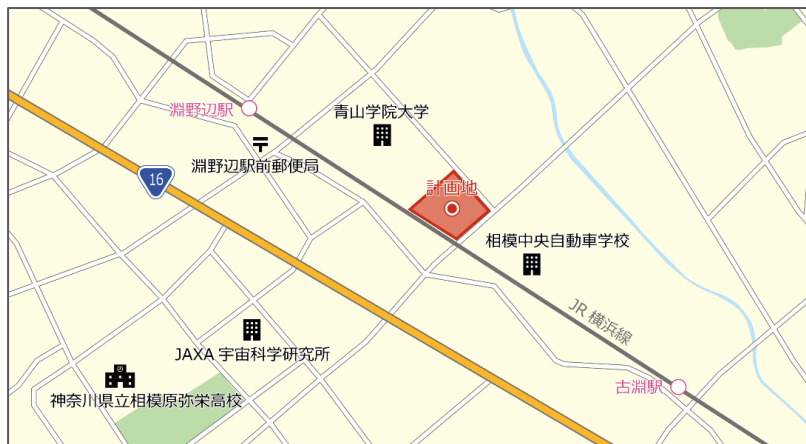 淵野辺駅
青山学院大学
淵野辺駅前郵便局
16
計画地
相模中央自動車学校
JR 横浜線
JAXA 宇宙科学研究所
古淵駅
神奈川県立相模原弥栄高校